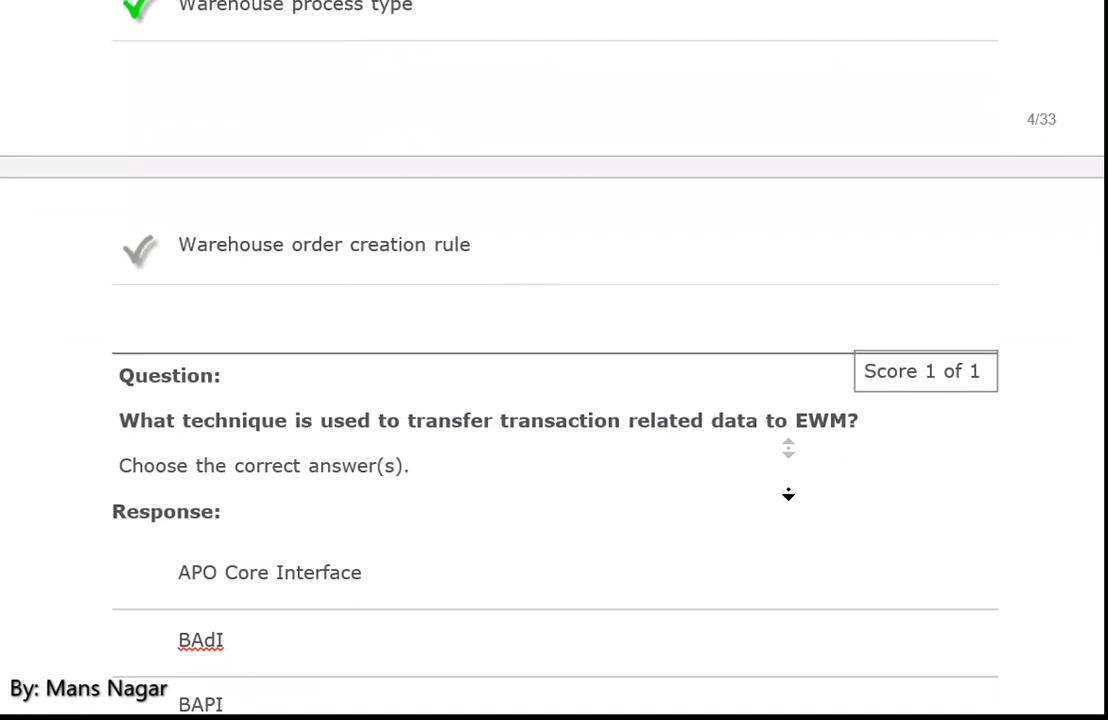 Warehouse process type
4/33
Warehouse order creation rule
Question:
Score 1 of 1
What technique is used to transfer transaction related data to EWM?
Choose the correct answer(s).
Response:
APO Core Interface
BAdI
By: Mans Nagar
BAPI